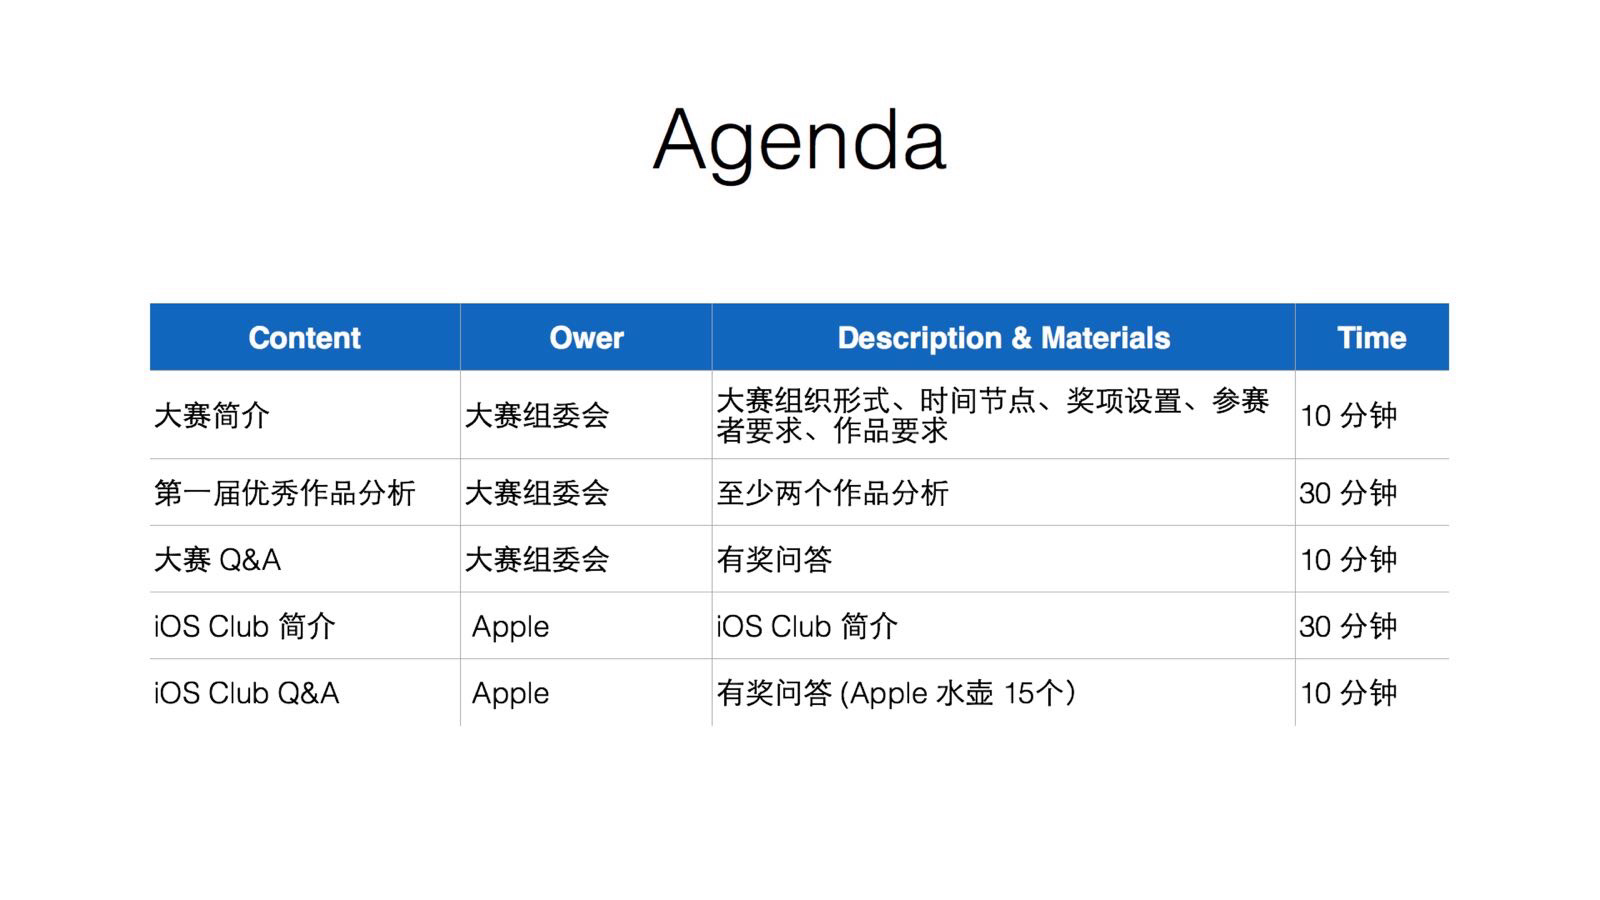 Agenda
Content Ower Description & Materials Time
大赛简介 大赛组委会 大赛组织形式、时间节点、奖项设置、参赛者要求、作品要求 10 分钟
第一届优秀作品分析 大赛组委会 至少两个作品分析 30 分钟
大赛 Q&A 大赛组委会 有奖问答 10 分钟
iOS Club 简介 Apple iOS Club 简介 30 分钟
iOS Club Q&A Apple 有奖问答 (Apple 水壶 15个） 10 分钟